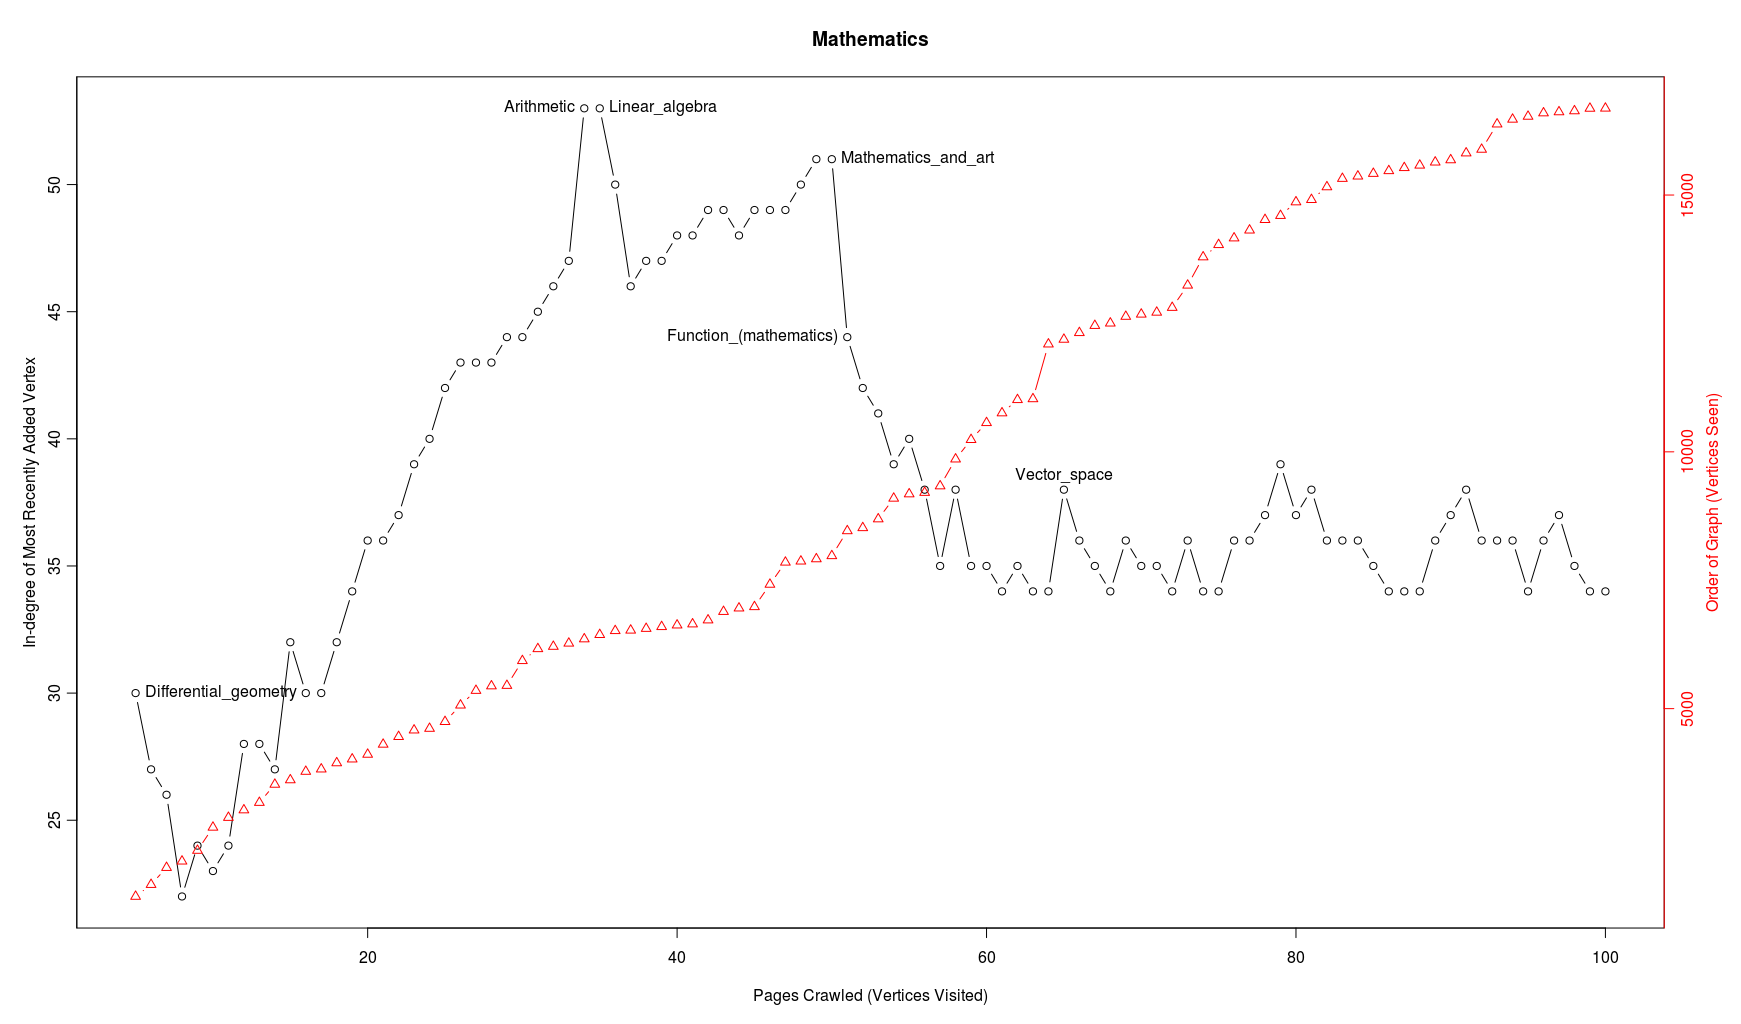 Mathematics
Arithmetic
Linear_algebra
Mathematics_and_art
Function_(mathematics)
Vector_space
Differential_geometry
In-degree of Most Recently Added Vertex
25
30
35
40
45
50
Order of Graph (Vertices Seen)
5000
10000
15000
20
40
60
80
100
Pages Crawled (Vertices Visited)